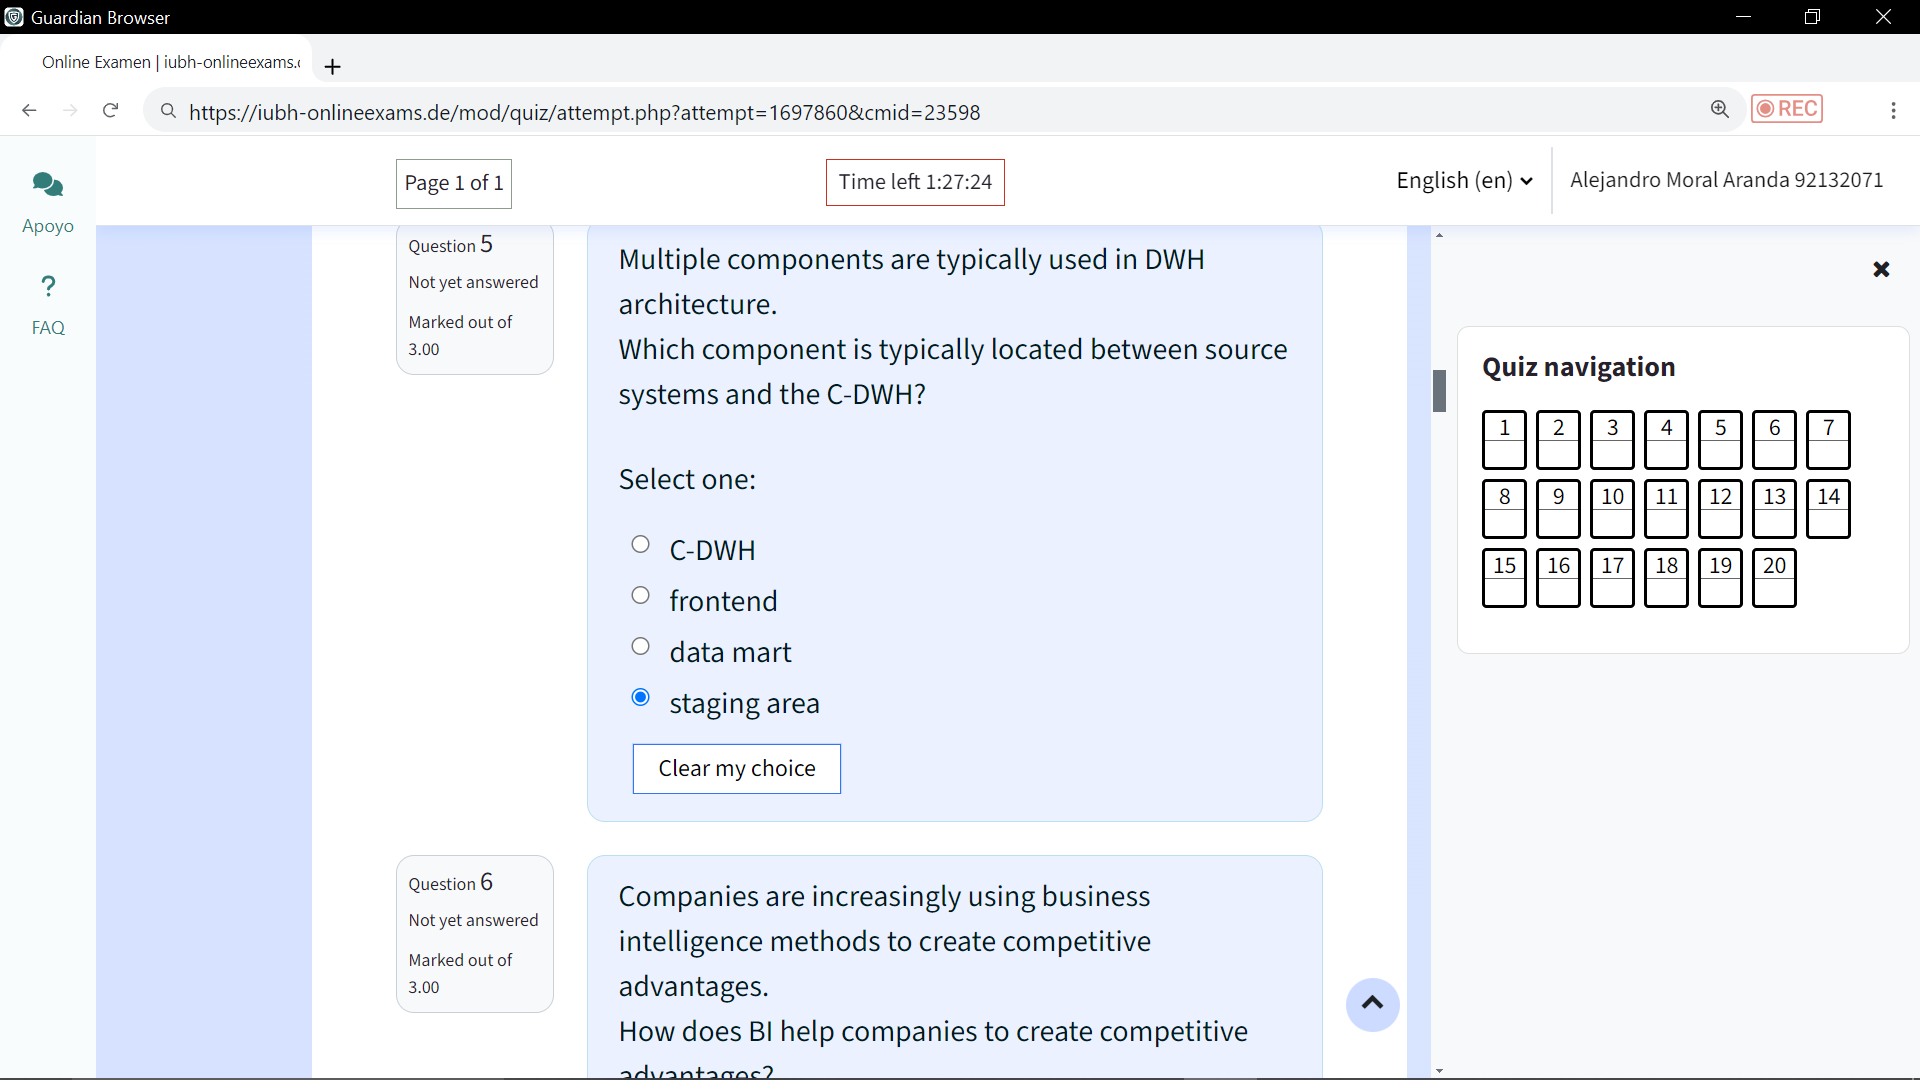 Guardian Browser
Online Examen | iubh-onlineexams.
https://iubh-onlineexams.de/mod/quiz/attempt.php?attempt=1697860&cmid=23598
REC
Apoyo
?
FAQ
Page 1 of 1
Time left 1:27:24
English (en)
Alejandro Moral Aranda 92132071
Question 5
Not yet answered
Marked out of
3.00
Multiple components are typically used in DWH
architecture.
Which component is typically located between source
systems and the C-DWH?
Select one:
C-DWH
frontend
data mart
staging area
Clear my choice
Question 6
Not yet answered
Marked out of
3.00
Companies are increasingly using business
intelligence methods to create competitive
advantages.
How does BI help companies to create competitive
advantages?
Quiz navigation
1 2 3 4 5 6 7
8 9 10 11 12 13 14
15 16 17 18 19 20